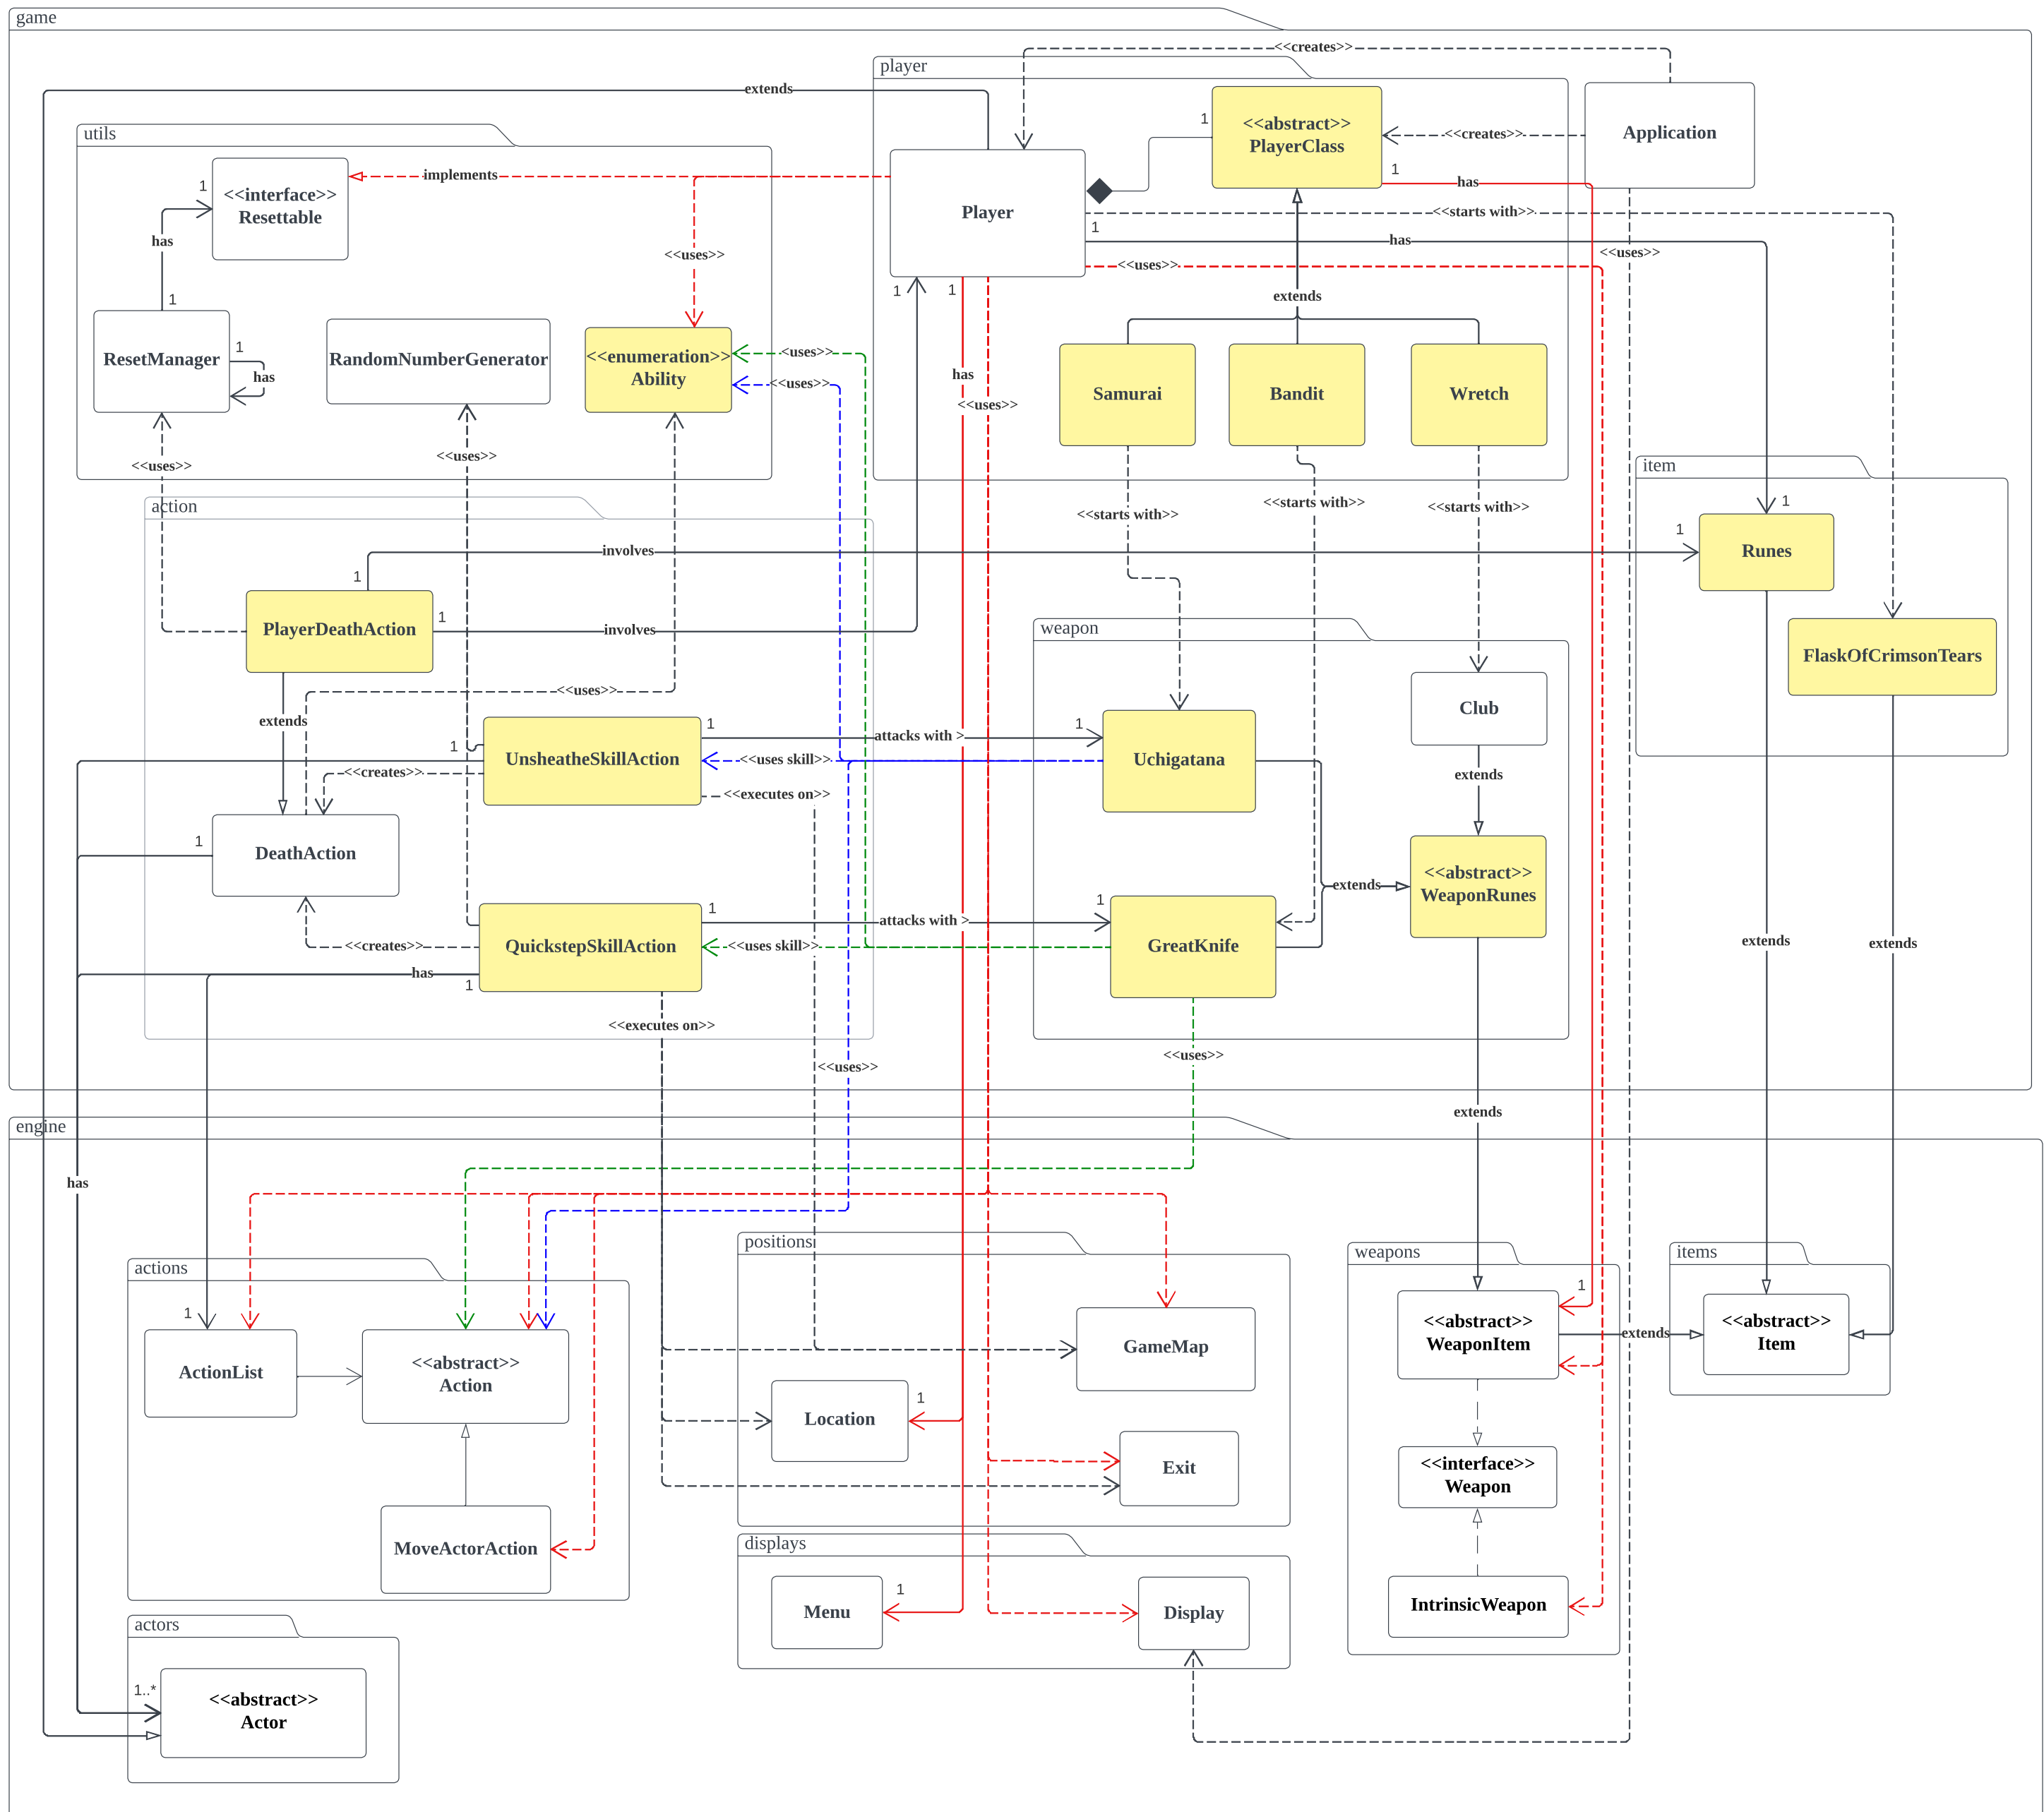 game
<<creates>>
player
extends
<<abstract>>
PlayerClass
1
<<creates>>
Application
utils
implements
<<interface>>
Resettable
1
has
1
1
has
ResetManager
RandomNumberGenerator
<<enumeration>>
Ability
<<uses>>
<uses>>
<<uses>>
Player
1
has
<<starts with>>
1
has
<<uses>>
<<uses>>
extends
1
1
has
<<uses>>
Samurai
Bandit
Wretch
<<uses>>
<<uses>>
<<starts with>>
<<starts with>>
<<starts with>>
item
1
1
Runes
FlaskOfCrimsonTears
extends
extends
action
involves
1
PlayerDeathAction
1
involves
<<uses>>
extends
weapon
Club
extends
1
UnsheatheSkillAction
1
attacks with >
1
Uchigatana
<<creates>>
<<uses skill>>
<<executes on>>
DeathAction
1
<<abstract>>
WeaponRunes
extends
1
attacks with >
1
QuickstepSkillAction
<<creates>>
<<uses skill>>
GreatKnife
has
1
<<executes on>>
<<uses>>
<<uses>>
extends
engine
has
actions
1
ActionList
<<abstract>>
Action
MoveActorAction
positions
GameMap
Location
1
Exit
displays
Menu
1
Display
weapons
1
<<abstract>>
WeaponItem
extends
<<interface>>
Weapon
IntrinsicWeapon
items
<<abstract>>
Item
actors
1..*
<<abstract>>
Actor